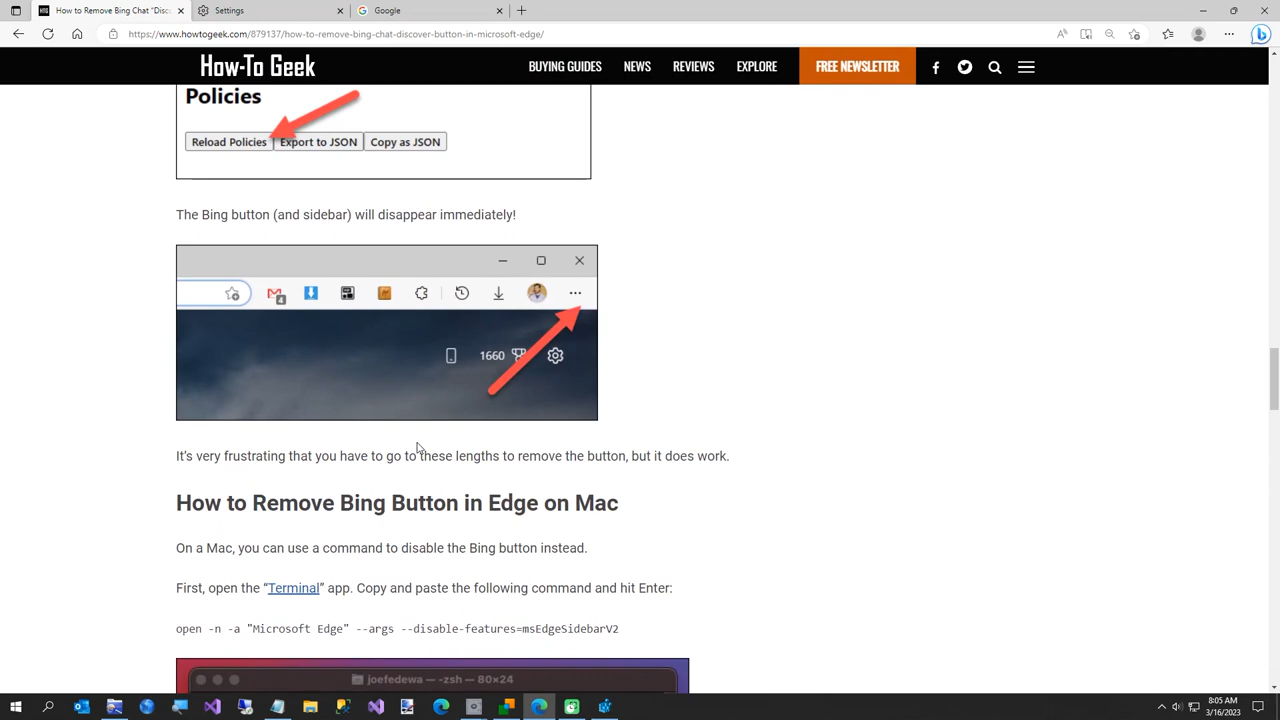 How to Remove Bing Chat "Disc
Settings
Google
https://www.howtogeek.com/879137/how-to-remove-bing-chat-discover-button-in-microsoft-edge/
How-To Geek
BUYING GUIDES
NEWS
REVIEWS
EXPLORE
FREE NEWSLETTER
Policies
Reload Policies
Export to JSON
Copy as JSON
The Bing button (and sidebar) will disappear immediately!
4
1660
It's very frustrating that you have to go to these lengths to remove the button, but it does work.
How to Remove Bing Button in Edge on Mac
On a Mac, you can use a command to disable the Bing button instead.
First, open the “Terminal” app. Copy and paste the following command and hit Enter:
open -n -a "Microsoft Edge" --args --disable-features=msEdgeSidebarV2
joefedewa — -zsh — 80×24
8:05 AM
3/16/2023